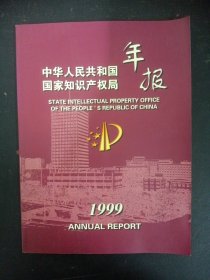 中华人民共和国
国家知识产权局
年报
STATE INTELLECTUAL PROPERTY OFFICE
OF THE PEOPLE'S REPUBLIC OF CHINA
1999
ANNUAL REPORT